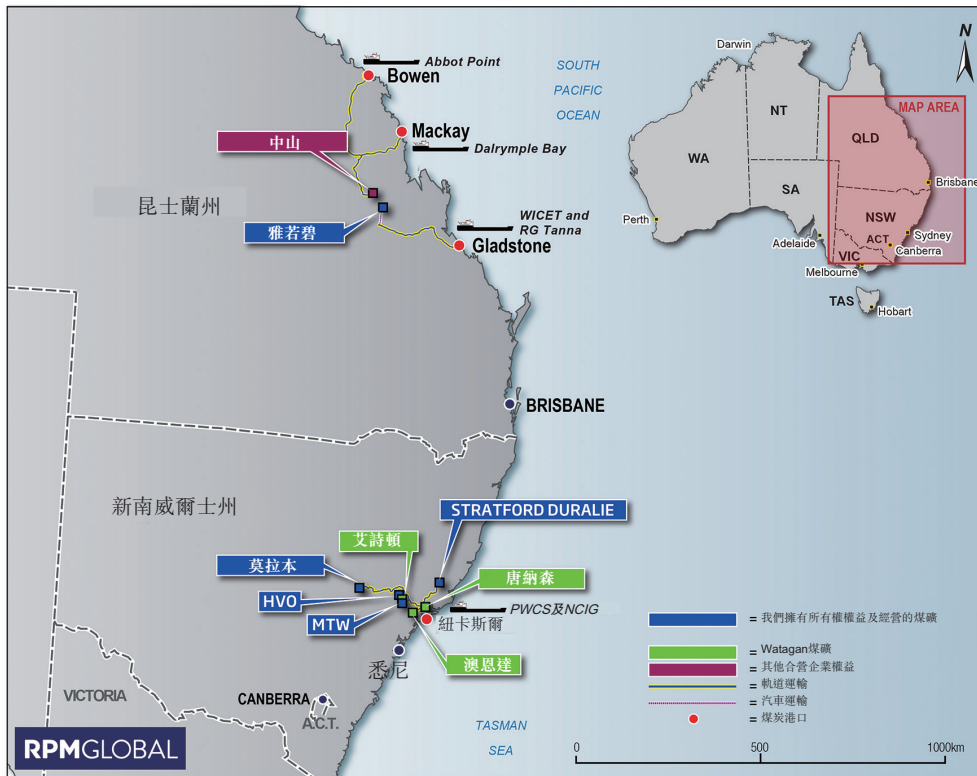 Abbot Point
Bowen
SOUTH
PACIFIC
OCEAN
Mackay
Dalrymple Bay
中山
昆士蘭州
雅若碧
WICET and
RG Tanna
Gladstone
N
Darwin
MAP AREA
NT
QLD
WA
SA
Brisbane
NSW
Perth
Adelaide
ACT
Sydney
Canberra
VIC
Melbourne
TAS
Hobart
BRISBANE
新南威爾士州
STRATFORD DURALIE
艾詩頓
莫拉本
唐納森
HVO
MTW
PWCS及NCIG
紐卡斯爾
悉尼
澳恩達
VICTORIA
CANBERRA
A.C.T.
TASMAN
SEA
= 我們擁有所有權權益及經營的煤礦
= Watagan煤礦
= 其他合營企業權益
= 軌道運輸
= 汽車運輸
= 煤炭港口
0 500 1000km
RPMGLOBAL